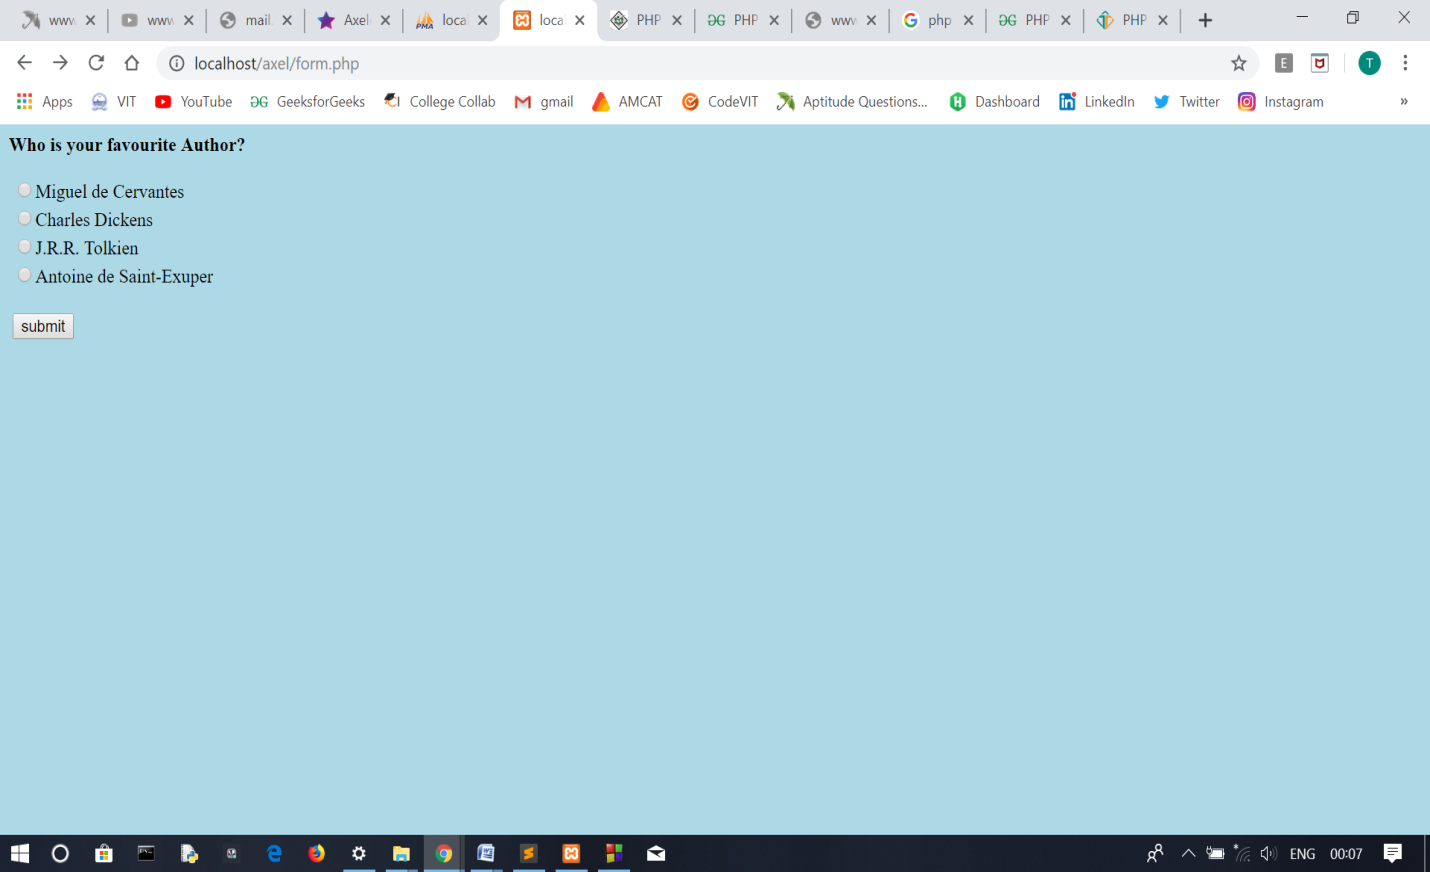 www
www
mail
Axel
loca
loca
PHP
PHP
www
php
PHP
PHP
localhost/axel/form.php
E
T
Apps
VIT
YouTube
GeeksforGeeks
College Collab
gmail
AMCAT
CodeVIT
Aptitude Questions...
Dashboard
LinkedIn
Twitter
Instagram
»
Who is your favourite Author?
Miguel de Cervantes
Charles Dickens
J.R.R. Tolkien
Antoine de Saint-Exuper
submit
ENG
00:07